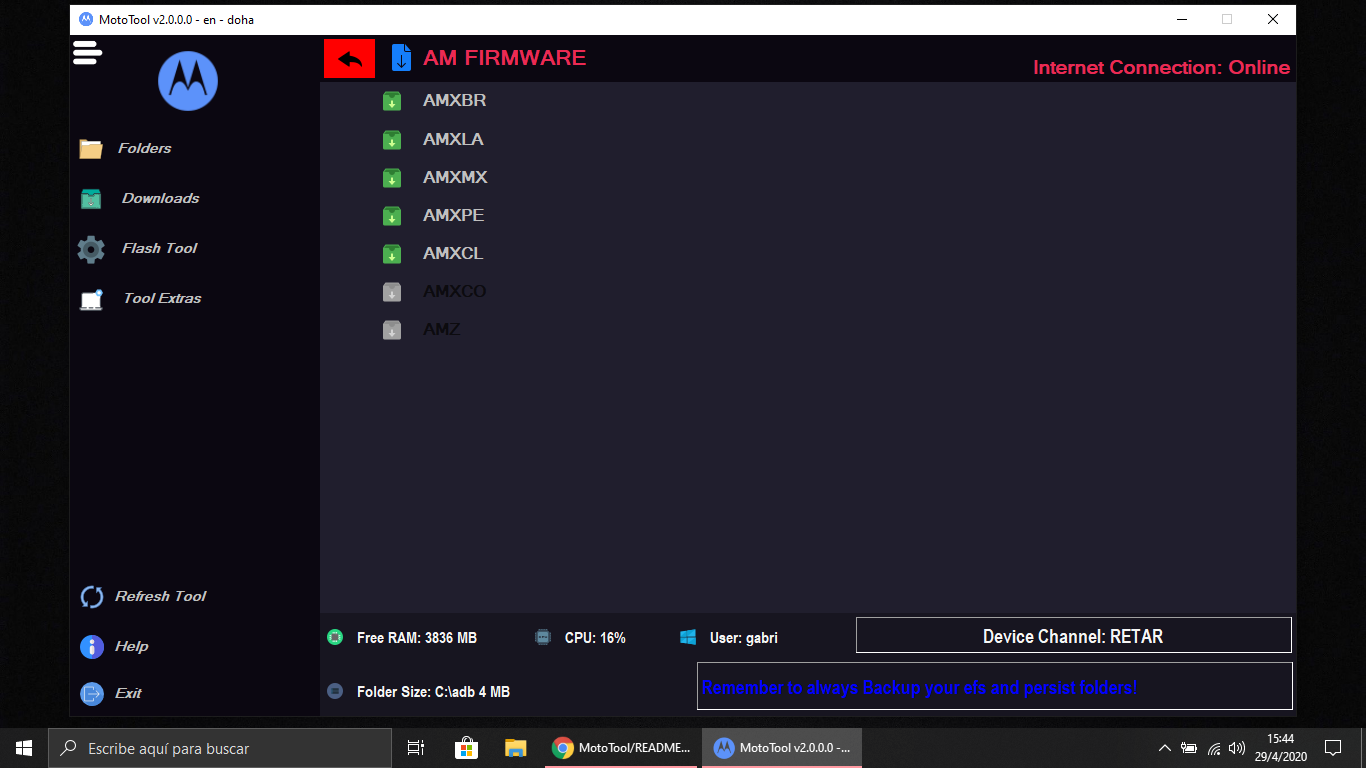 MotoTool v2.0.0.0 - en - doha
AM FIRMWARE
Internet Connection: Online
Folders
Downloads
Flash Tool
Tool Extras
AMXBR
AMXLA
AMXMX
AMXPE
AMXCL
AMXCO
AMZ
Refresh Tool
Help
Exit
Free RAM: 3836 MB
CPU: 16%
User: gabri
Device Channel: RETAR
Folder Size: C:\adb 4 MB
Remember to always Backup your efs and persist folders!
Escribe aquí para buscar
MotoTool/README...
MotoTool v2.0.0.0 -...
15:44
29/4/2020